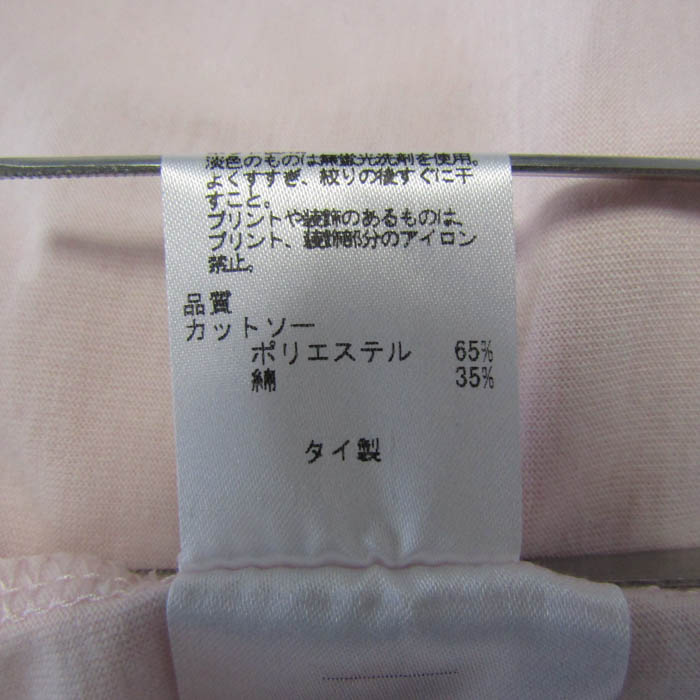 淡色のものは無蛍光洗剤を使用。
よくすすぎ、絞りの後すぐに干
すこと。
プリントや装飾のあるものは、
プリント、装飾部分のアイロン
禁止。
品質
カットソー
ポリエステル 65%
綿 35%
タイ製